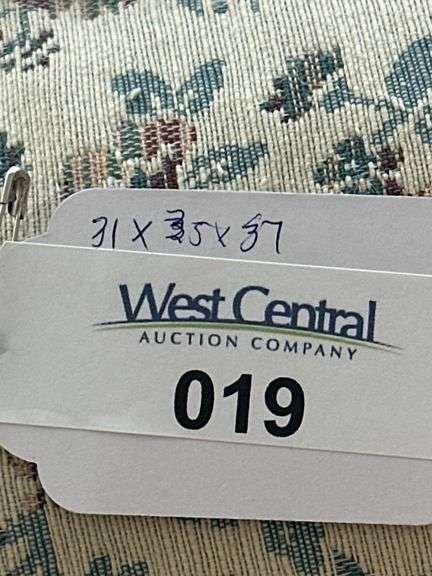 31 X 35 X 37
West Central
AUCTION COMPANY
019